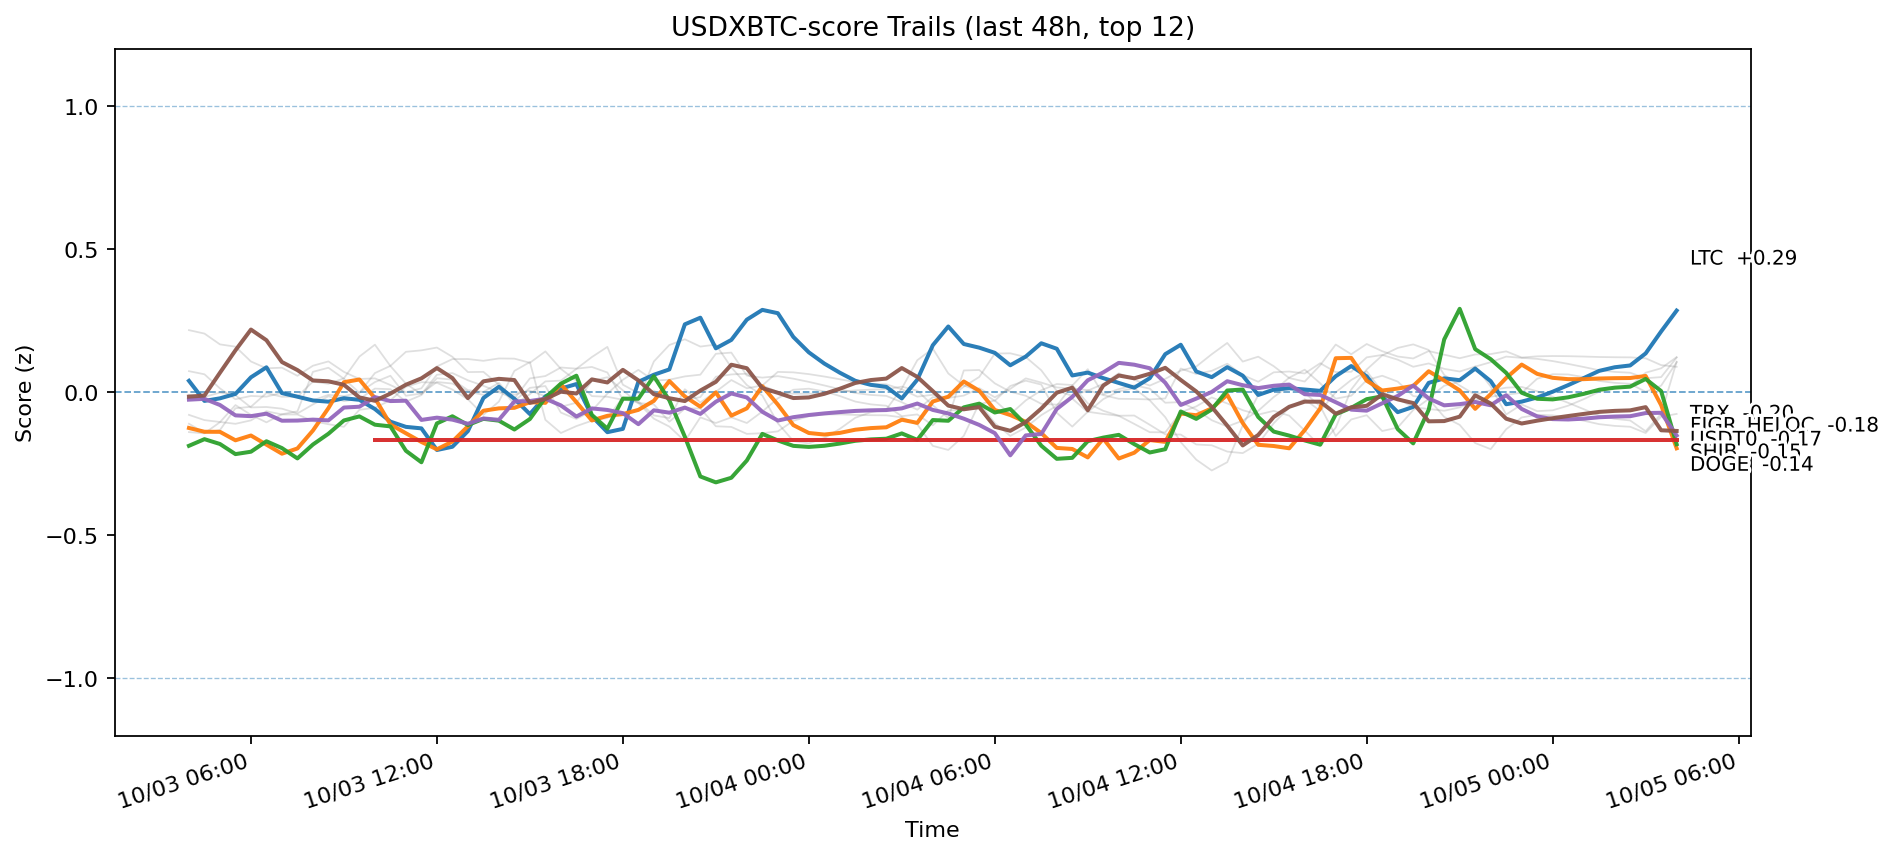 USDXBTC-score Trails (last 48h, top 12)
Score (z)
1.0
0.5
0.0
−0.5
−1.0
LTC +0.29
TRX -0.20
FIGR_HELOC -0.18
USDT0 -0.17
SHIB -0.15
DOGE -0.14
10/03 06:00
10/03 12:00
10/03 18:00
10/04 00:00
10/04 06:00
10/04 12:00
10/04 18:00
10/05 00:00
10/05 06:00
Time